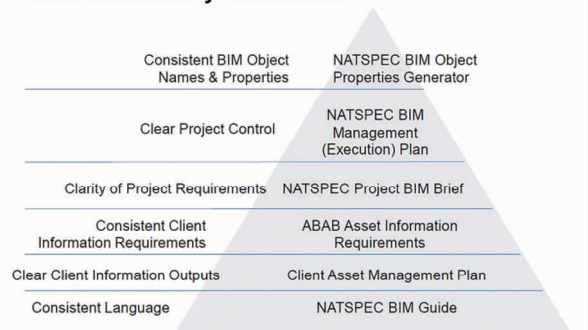 Consistent BIM Object
Names & Properties
NATSPEC BIM Object
Properties Generator
Clear Project Control
NATSPEC BIM
Management
(Execution) Plan
Clarity of Project Requirements
NATSPEC Project BIM Brief
Consistent Client
Information Requirements
ABAB Asset Information
Requirements
Clear Client Information Outputs
Client Asset Management Plan
Consistent Language
NATSPEC BIM Guide